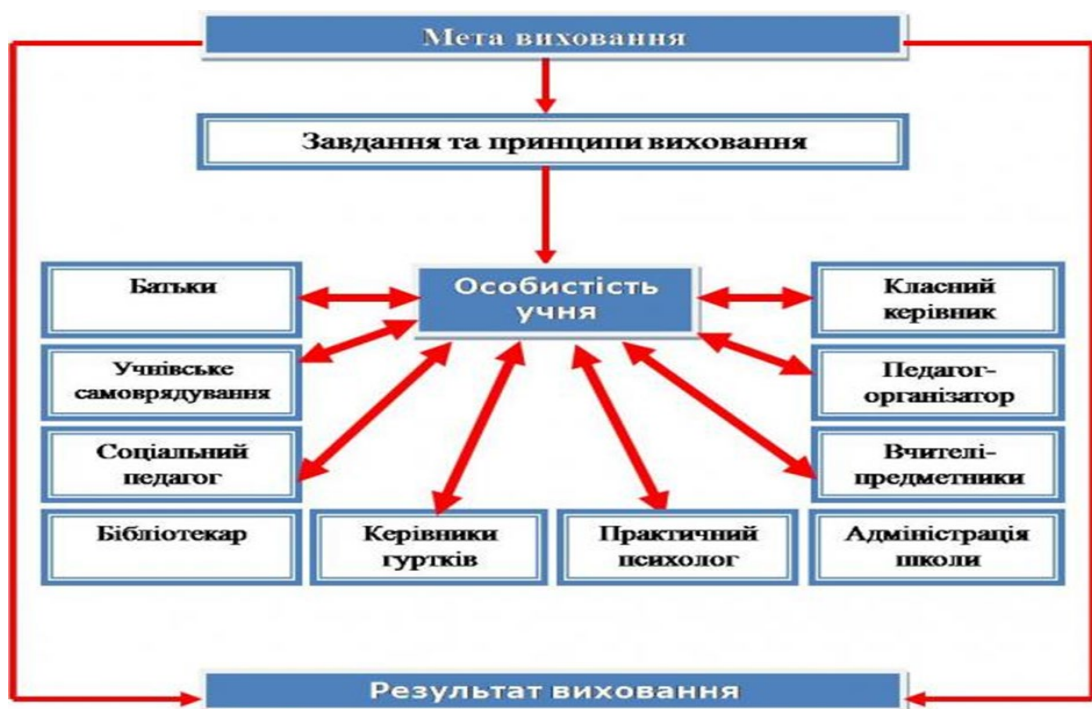 Мета виховання
Завдання та принципи виховання
Батьки
Особистість
учня
Класний
керівник
Учнівське
самоврядування
Педагог-
організатор
Соціальний
педагог
Вчителі-
предметники
Бібліотекар
Керівники
гуртків
Практичний
психолог
Адміністрація
школи
Результат виховання